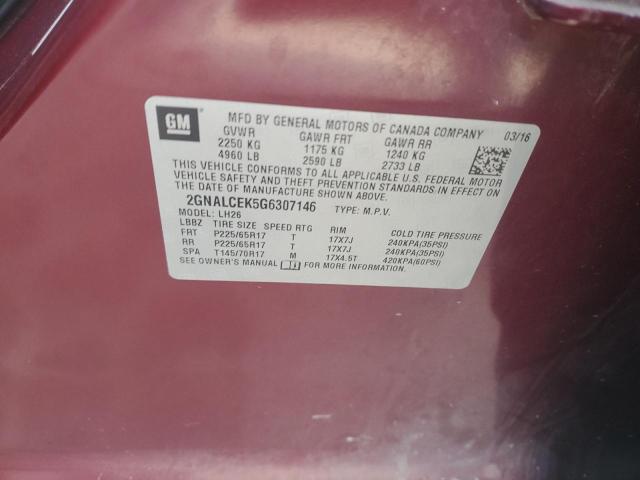 GM
MFD BY GENERAL MOTORS OF CANADA COMPANY 03/16
GVWR GAWR FRT GAWR RR
2250 KG 1175 KG 1240 KG
4960 LB 2590 LB 2733 LB
THIS VEHICLE CONFORMS TO ALL APPLICABLE U.S. FEDERAL MOTOR
VEHICLE SAFETY AND THEFT PREVENTION STANDARDS IN EFFECT ON
THE DATE OF MANUFACTURE SHOWN ABOVE.
2GNALCEK5G6307146 TYPE: M.P.V.
MODEL: LH26
LBBZ TIRE SIZE SPEED RTG RIM COLD TIRE PRESSURE
FRT P225/65R17 T 17X7J 240KPA(35PSI)
RR P225/65R17 T 17X7J 240KPA(35PSI)
SPA T145/70R17 M 17X4.5T 420KPA(60PSI)
SEE OWNER'S MANUAL FOR MORE INFORMATION.